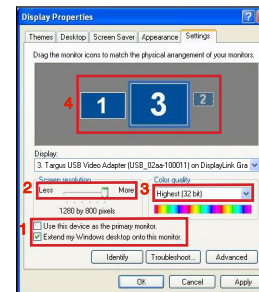 Display Properties
Themes Desktop Screen Saver Appearance Settings
Drag the monitor icons to match the physical arrangement of your monitors.
4
1 3 2
Display:
3. Targus USB Video Adapter (USB_02aa-100011) on DisplayLink Gra
2 Screen resolution
Less More
1280 by 800 pixels
3 Color quality
Highest (32 bit)
1
Use this device as the primary monitor.
Extend my Windows desktop onto this monitor.
Identify Troubleshoot... Advanced
OK Cancel Apply